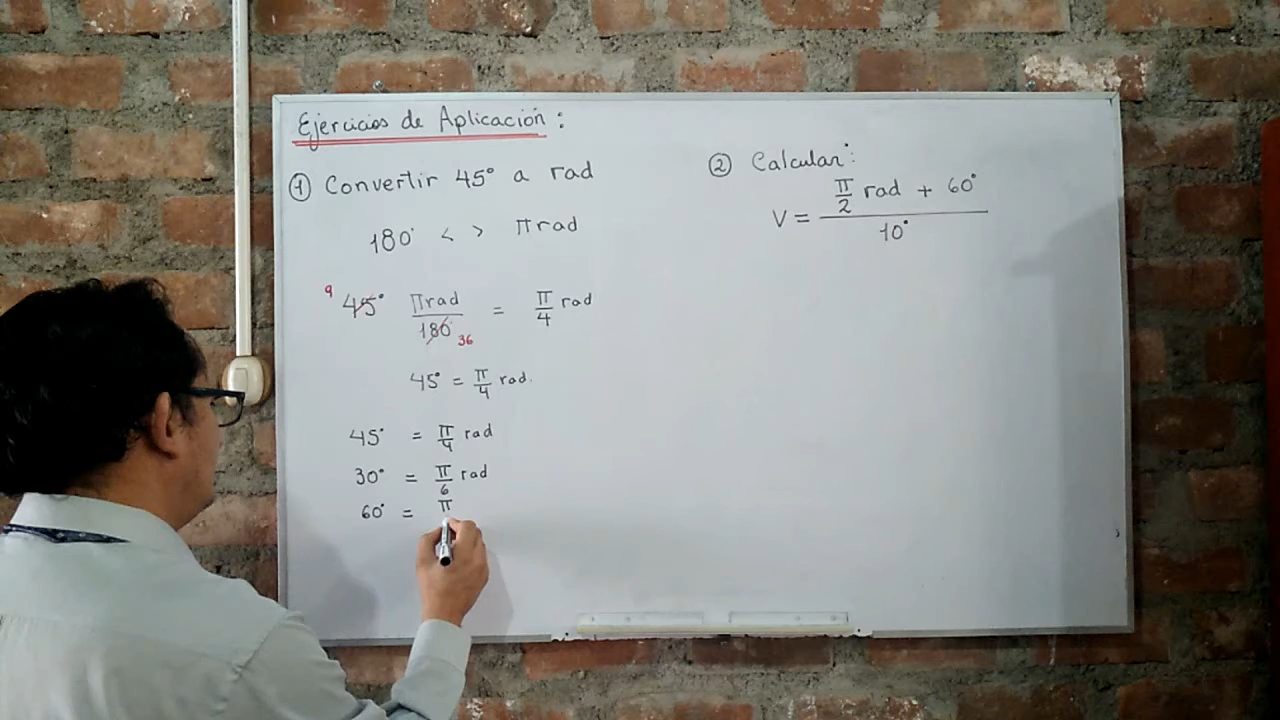 Ejercicios de Aplicación:
① Convertir 45° a rad
180° < > π rad
9 45° πrad/180° 36 = π/4 rad
45° = π/4 rad.
45° = π/4 rad
30° = π/6 rad
60° = π
② Calcular:
V = (π/2 rad + 60°)/10°